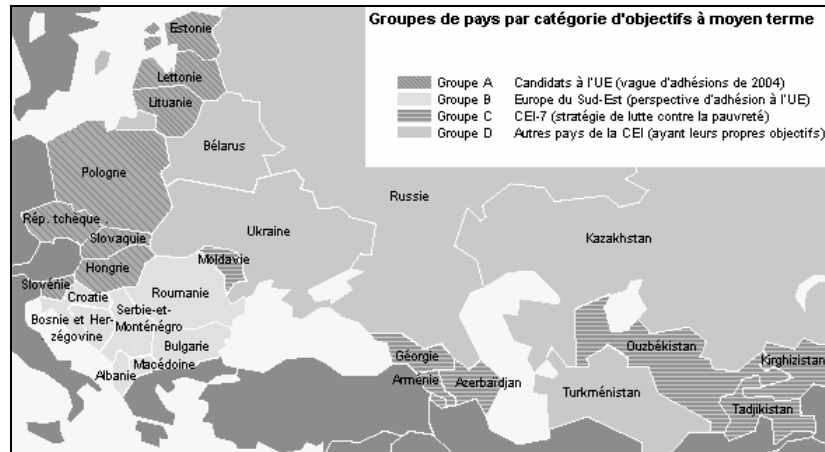 Groupes de pays par catégorie d'objectifs à moyen terme
Groupe A Candidats à l'UE (vague d'adhésions de 2004)
Groupe B Europe du Sud-Est (perspective d'adhésion à l'UE)
Groupe C CEI-7 (stratégie de lutte contre la pauvreté)
Groupe D Autres pays de la CEI (ayant leurs propres objectifs)
Estonie
Lettonie
Lituanie
Bélarus
Pologne
Russie
Rép. tchèque
Slovaquie
Ukraine
Kazakhstan
Moldavie
Hongrie
Slovénie
Croatie
Roumanie
Bosnie et Her-
zégovine
Serbie-et-
Monténégro
Bulgarie
Macédoine
Albanie
Géorgie
Arménie
Azerbaïdjan
Ouzbékistan
Kirghizistan
Turkménistan
Tadjikistan